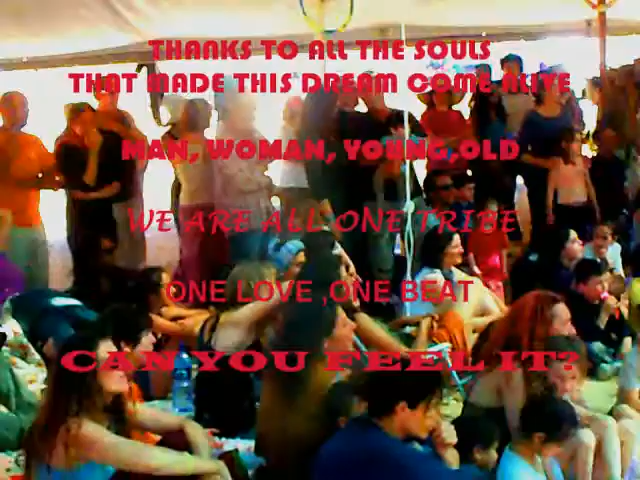 THANKS TO ALL THE SOULS
THAT MADE THIS DREAM COME ALIVE
MAN, WOMAN, YOUNG,OLD
WE ARE ALL ONE TRIBE
ONE LOVE ,ONE BEAT
CAN YOU FEEL IT?